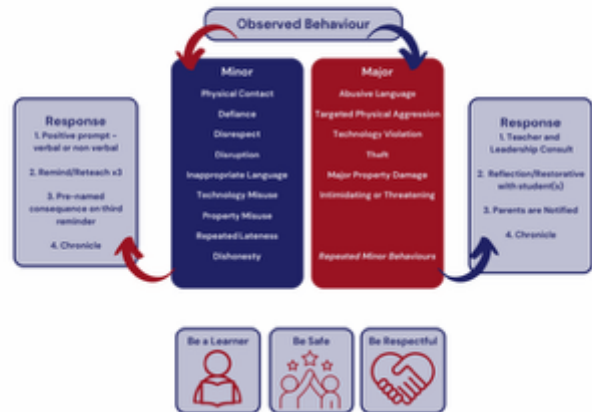 Observed Behaviour
Minor
Physical Contact
Defiance
Disrespect
Disruption
Inappropriate Language
Technology Misuse
Property Misuse
Repeated Lateness
Dishonesty
Major
Abusive Language
Targeted Physical Aggression
Technology Violation
Theft
Major Property Damage
Intimidating or Threatening
Repeated Minor Behaviours
Response
1. Positive prompt -
verbal or non verbal
2. Remind/Reteach x3
3. Pre-named
consequence on third
reminder
4. Chronicle
Response
1. Teacher and
Leadership Consult
2. Reflection/Restorative
with student(s)
3. Parents are Notified
4. Chronicle
Be a Learner
Be Safe
Be Respectful